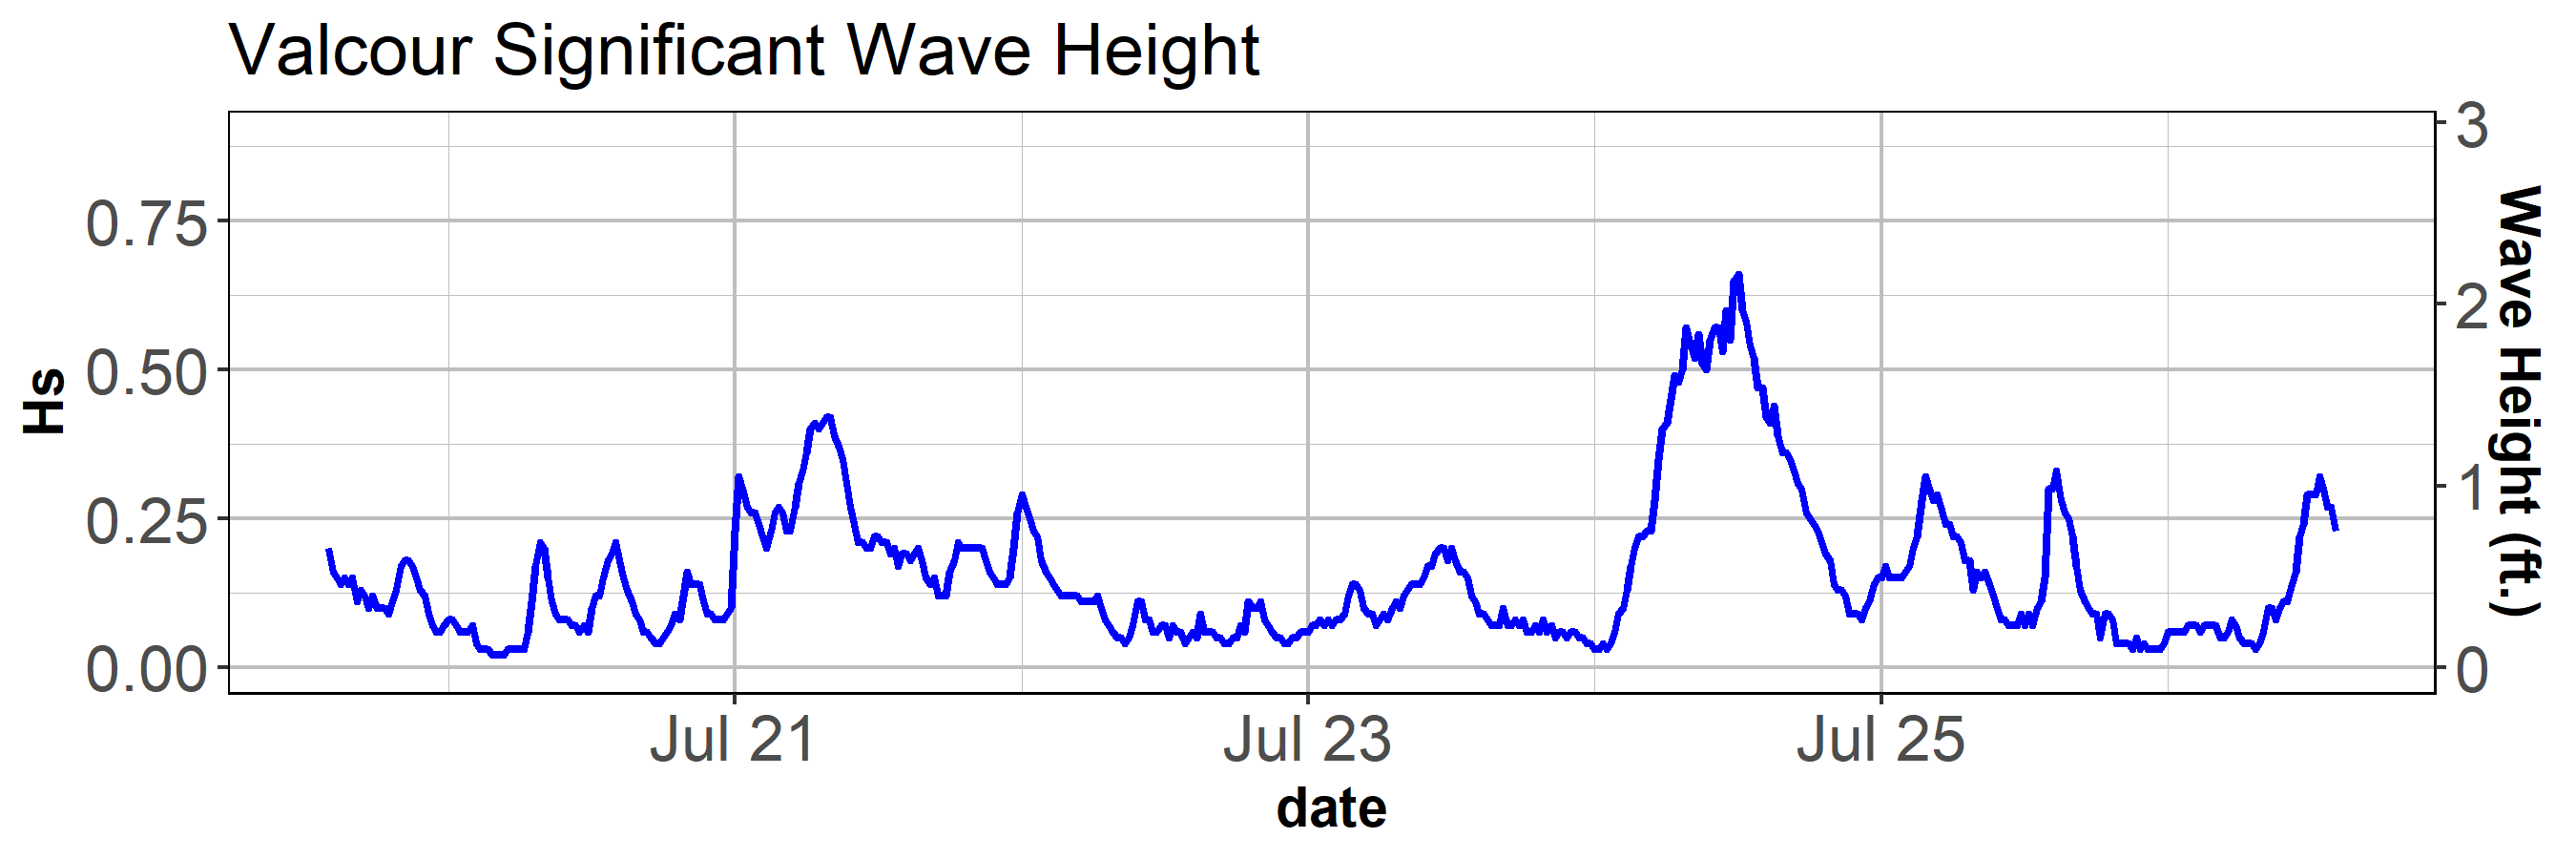 Valcour Significant Wave Height
Hs
0.75
0.50
0.25
0.00
3
2
1
0
Wave Height (ft.)
Jul 21
Jul 23
Jul 25
date